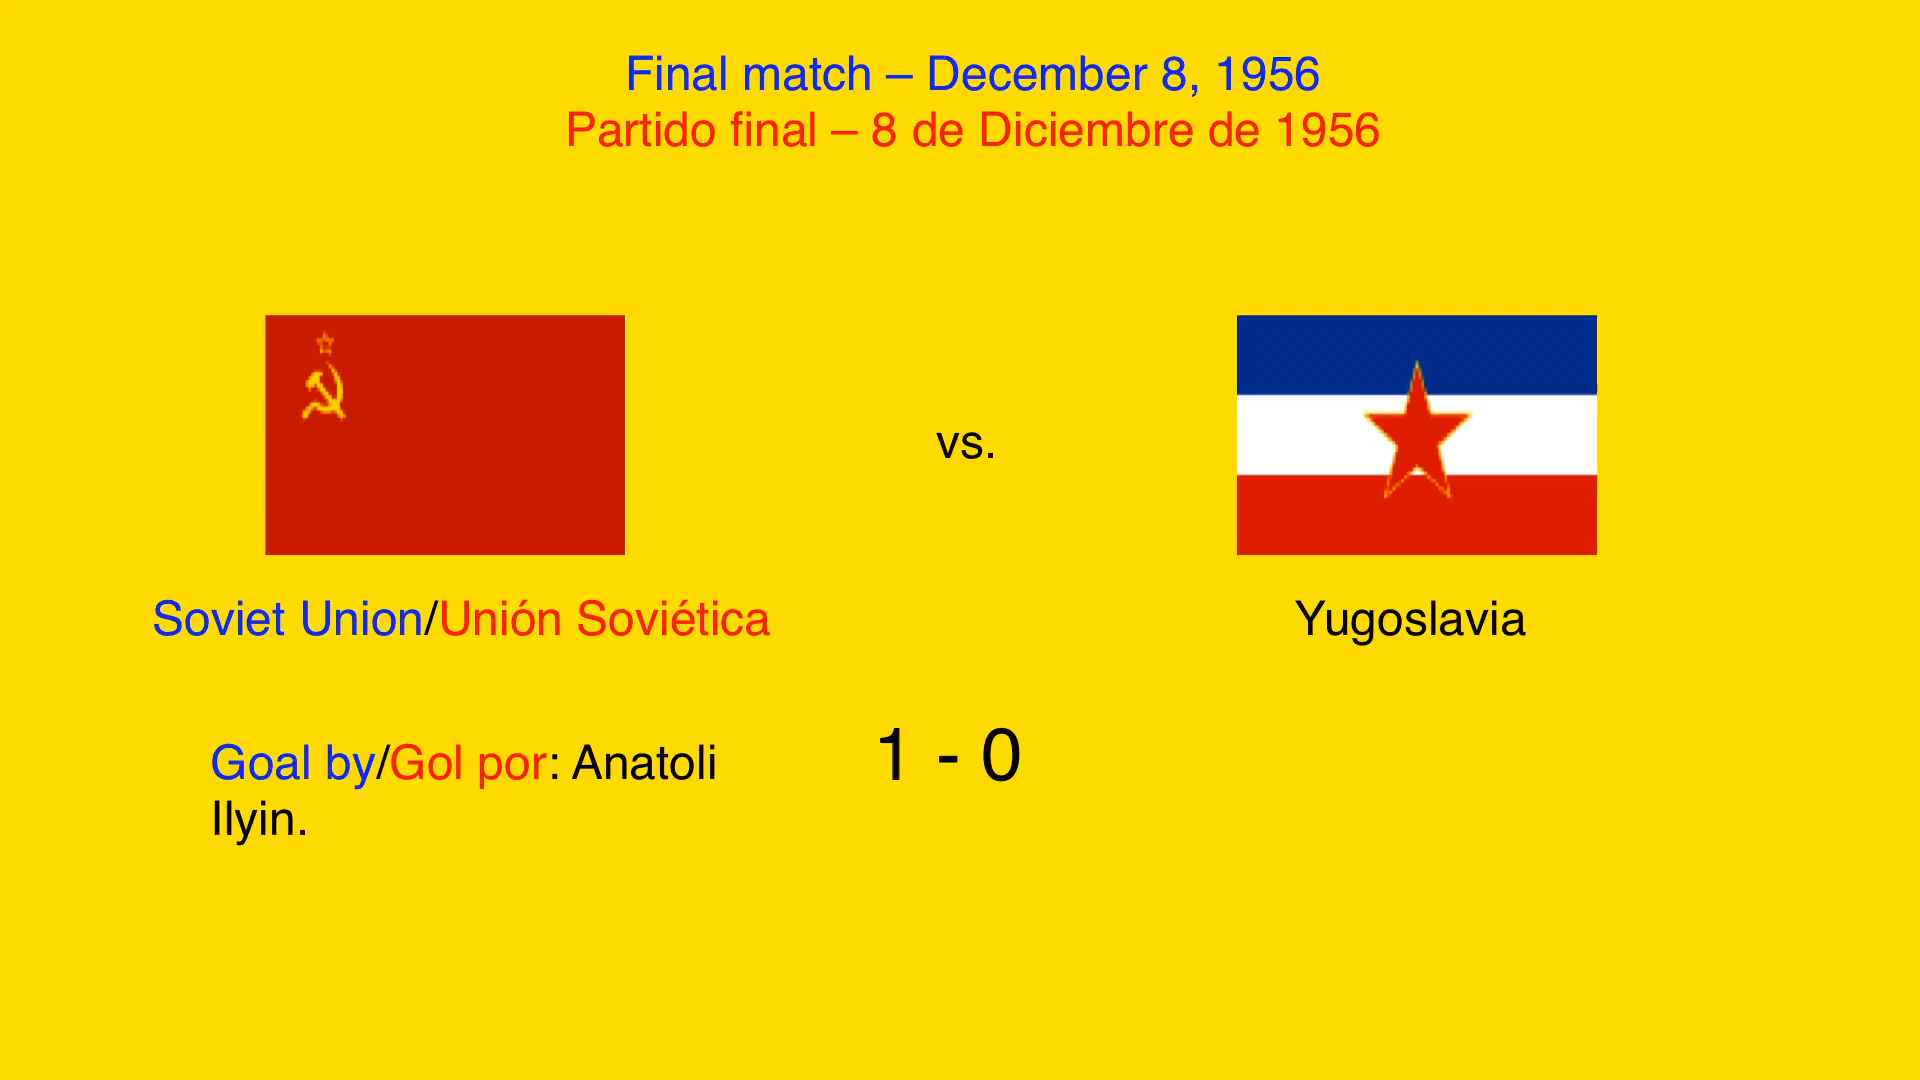 Final match – December 8, 1956
Partido final – 8 de Diciembre de 1956
vs.
Soviet Union/Unión Soviética
Yugoslavia
Goal by/Gol por: Anatoli
Ilyin.
1 - 0